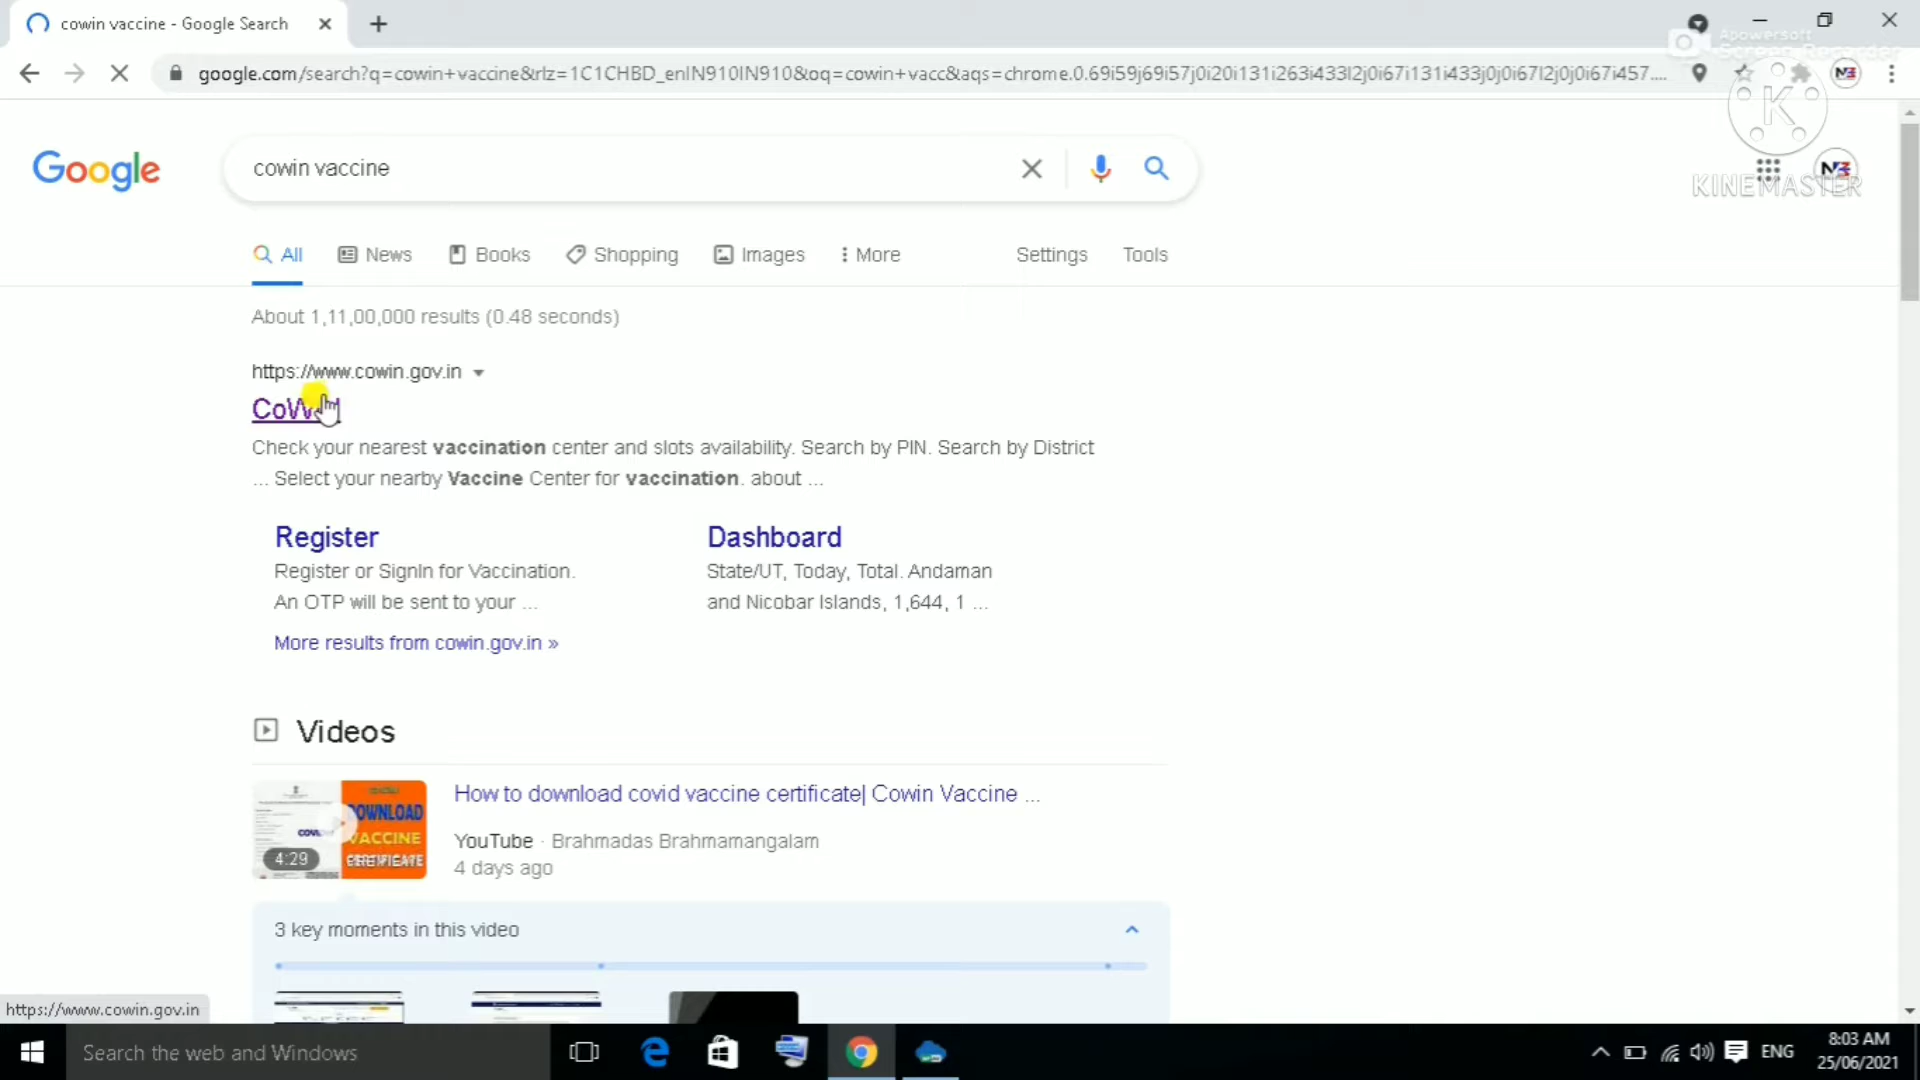 cowin vaccine - Google Search
Apowersoft
Screen Recorder
google.com/search?q=cowin+vaccine&rlz=1C1CHBD_enIN910IN910&oq=cowin+vacc&aqs=chrome.0.69i59j69i57j0i20i131i263i433l2j0i67i131i433j0j0i67l2j0j0i67i457....
K
KINEMASTER
Google
cowin vaccine
All
News
Books
Shopping
Images
More
Settings
Tools
About 1,11,00,000 results (0.48 seconds)
https://www.cowin.gov.in
Check your nearest vaccination center and slots availability. Search by PIN. Search by District
... Select your nearby Vaccine Center for vaccination. about ...
Register
Register or SignIn for Vaccination.
An OTP will be sent to your ...
Dashboard
State/UT, Today, Total. Andaman
and Nicobar Islands, 1,644, 1 ...
More results from cowin.gov.in »
Videos
DOWNLOAD
VACCINE
CERTIFICATE
4:29
How to download covid vaccine certificate| Cowin Vaccine ...
YouTube · Brahmadas Brahmamangalam
4 days ago
3 key moments in this video
https://www.cowin.gov.in
Search the web and Windows
ENG
8:03 AM
25/06/2021